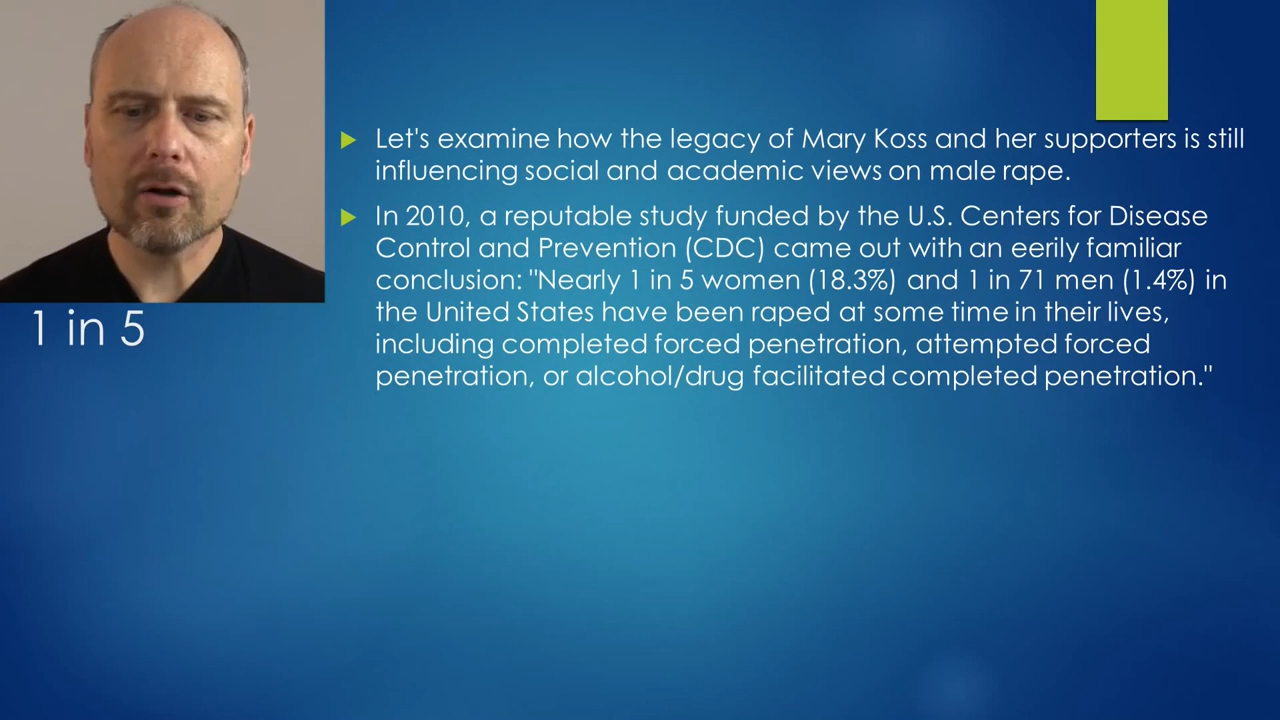 1 in 5
Let's examine how the legacy of Mary Koss and her supporters is still
influencing social and academic views on male rape.
In 2010, a reputable study funded by the U.S. Centers for Disease
Control and Prevention (CDC) came out with an eerily familiar
conclusion: "Nearly 1 in 5 women (18.3%) and 1 in 71 men (1.4%) in
the United States have been raped at some time in their lives,
including completed forced penetration, attempted forced
penetration, or alcohol/drug facilitated completed penetration."